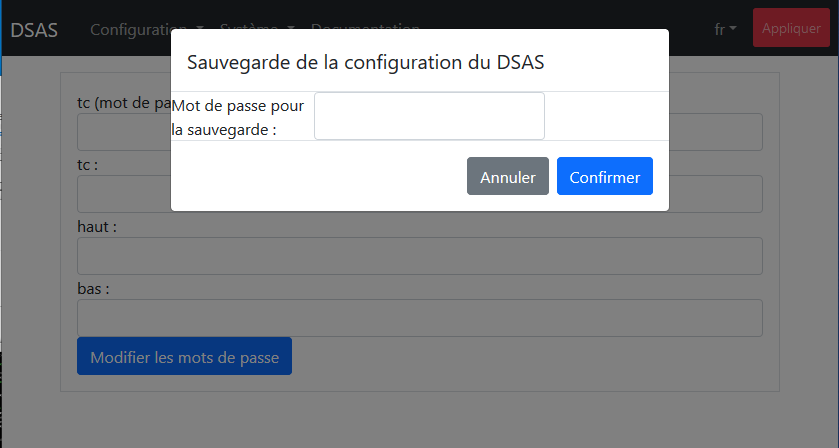 DSAS Configuration Système Documentation fr Appliquer
Sauvegarde de la configuration du DSAS
Mot de passe pour
la sauvegarde :
Annuler Confirmer
tc (mot de pa
tc :
haut :
bas :
Modifier les mots de passe